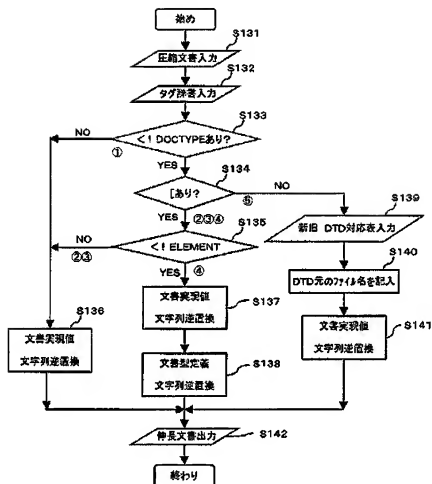 始め
圧縮文書入力
S131
タグ辞書入力
S132
<! DOCTYPEあり?
S133
NO
①
YES
[あり?
S134
NO
⑤
YES
②③④
<! ELEMENT
S135
NO
②③
YES
④
文書実現値
文字列逆置換
S136
文書実現値
文字列逆置換
S137
文書型定義
文字列逆置換
S138
新旧 DTD対応表入力
S139
DTD元のファイル名を記入
S140
文書実現値
文字列逆置換
S141
伸長文書出力
S142
終わり